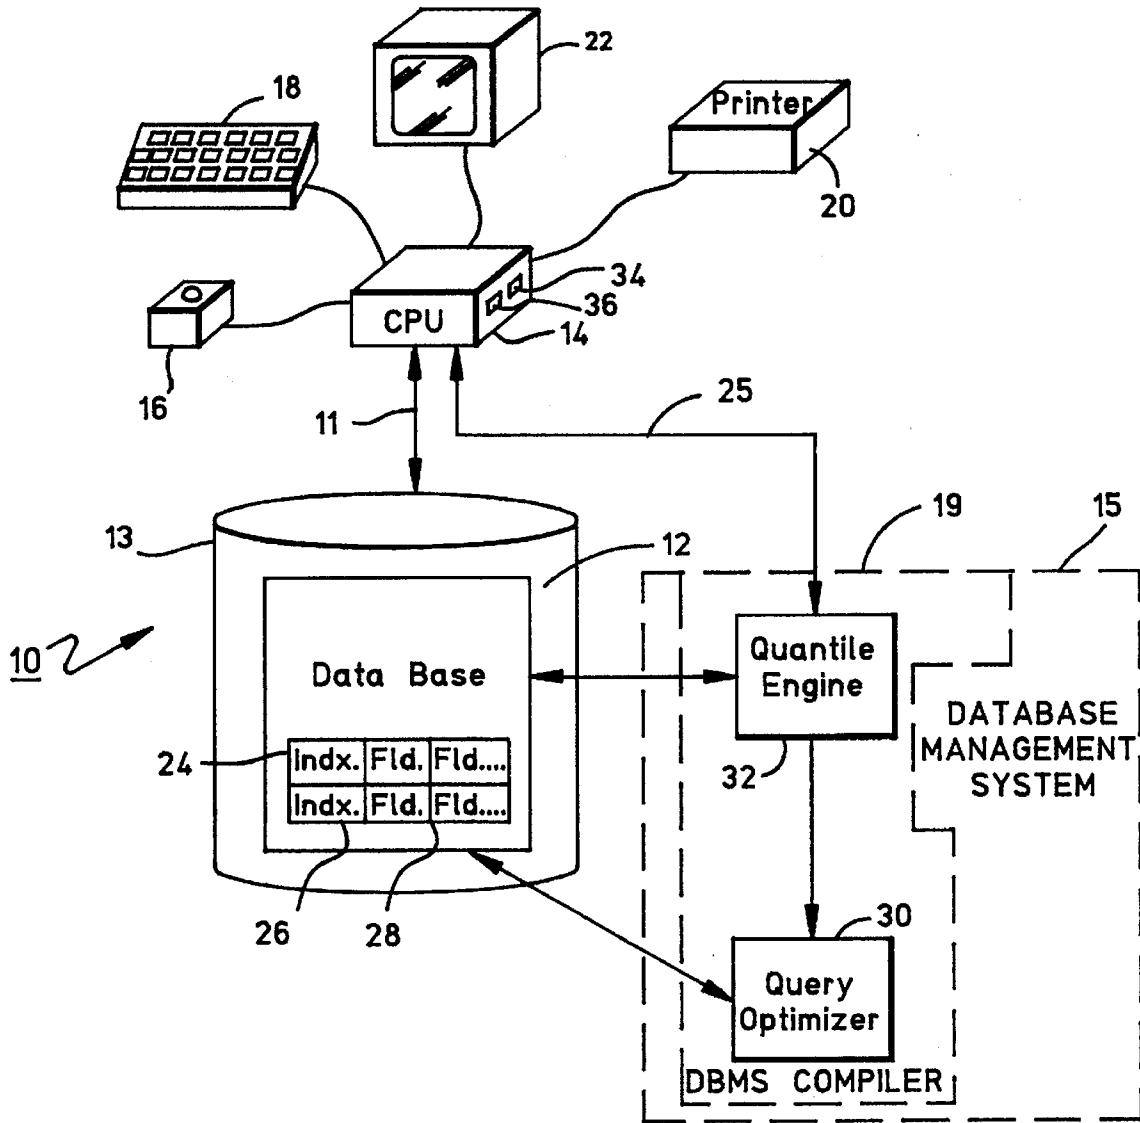 22
18
Printer
20
34
36
CPU
14
16
11
25
13
12
19
15
10
Data Base
Quantile
Engine
DATABASE
MANAGEMENT
SYSTEM
24
Indx. Fld. Fld....
Indx. Fld. Fld....
32
26
28
30
Query
Optimizer
DBMS COMPILER